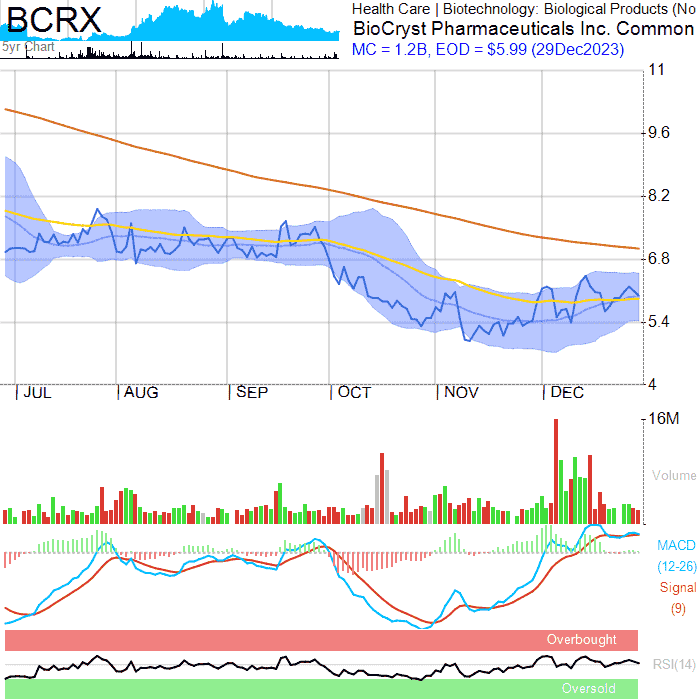 BCRX
5yr Chart
Health Care | Biotechnology: Biological Products (No
BioCryst Pharmaceuticals Inc. Common
MC = 1.2B, EOD = $5.99 (29Dec2023)
11
9.6
8.2
6.8
5.4
4
JUL AUG SEP OCT NOV DEC
16M
Volume
MACD
(12-26)
Signal
(9)
Overbought
RSI(14)
Oversold